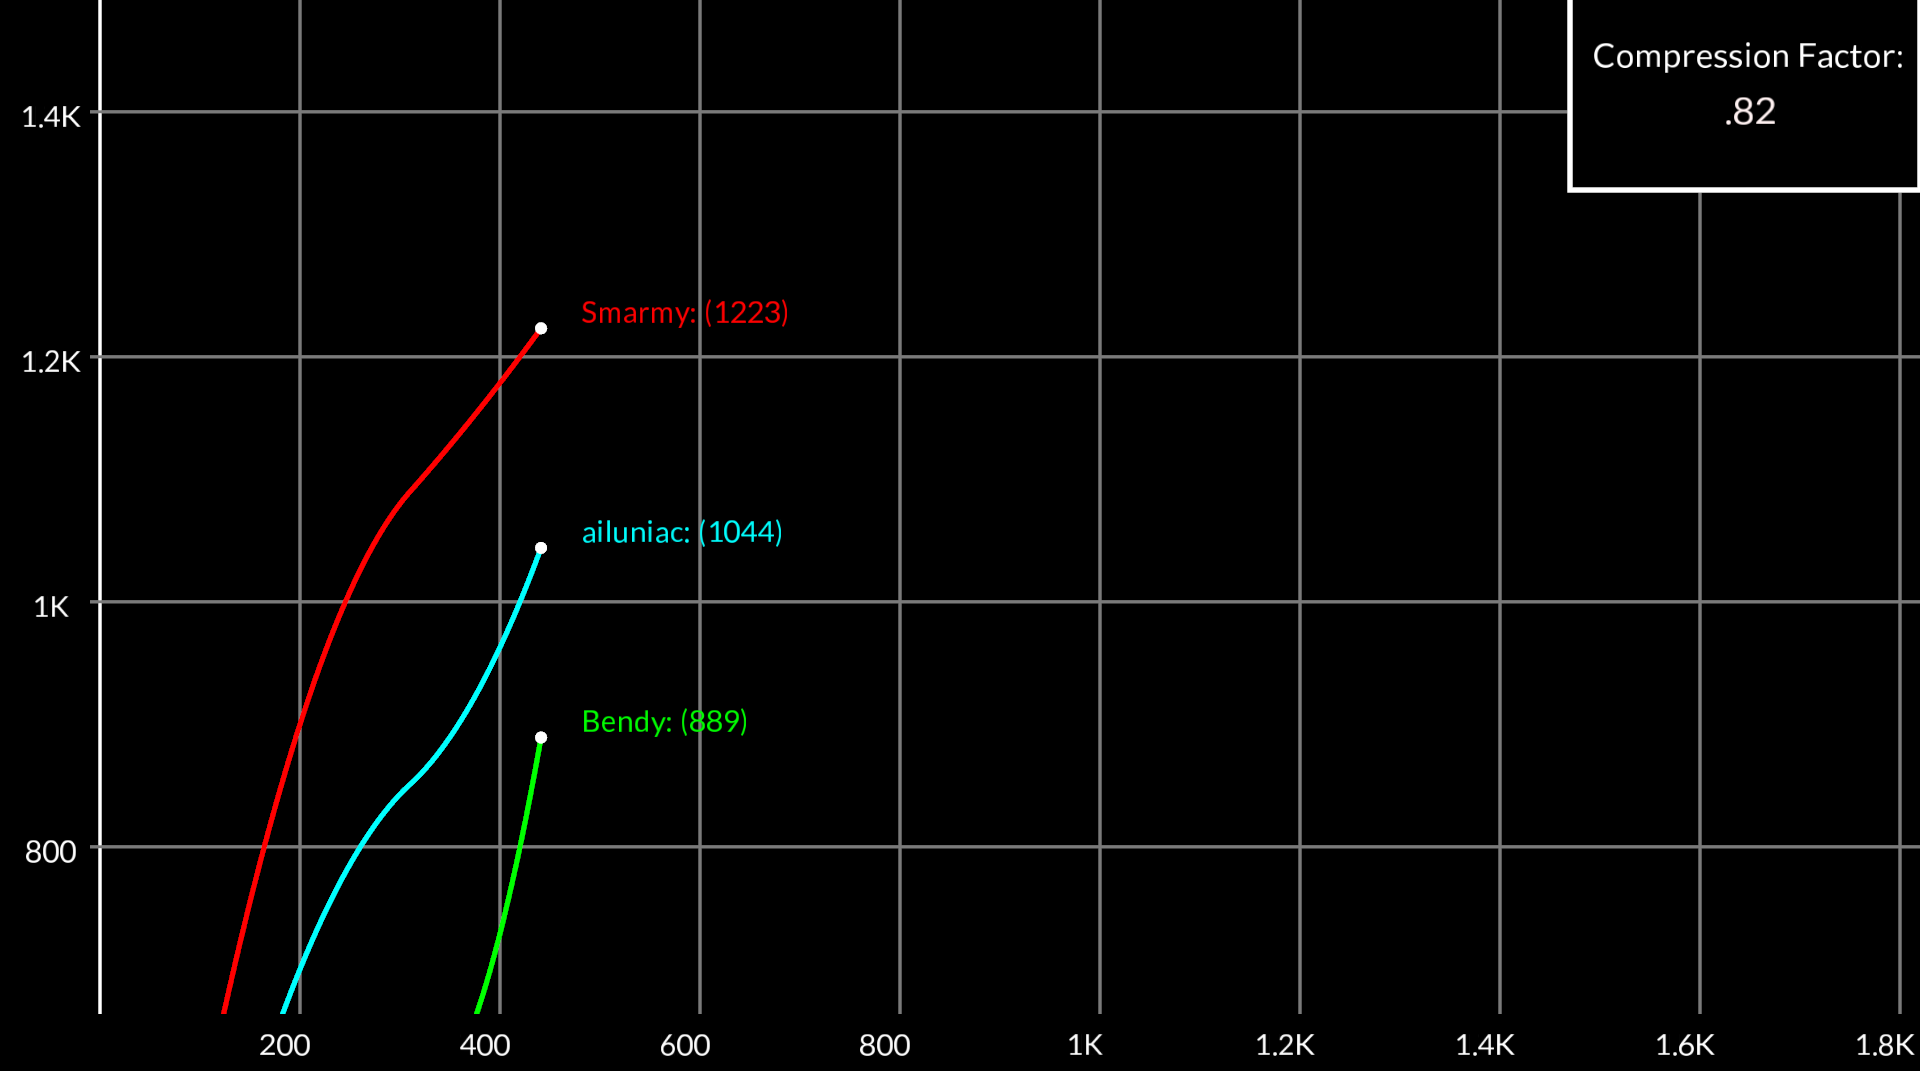 Compression Factor:
.82
1.4K
Smarmy: (1223)
1.2K
ailuniac: (1044)
1K
Bendy: (889)
800
200 400 600 800 1K 1.2K 1.4K 1.6K 1.8K